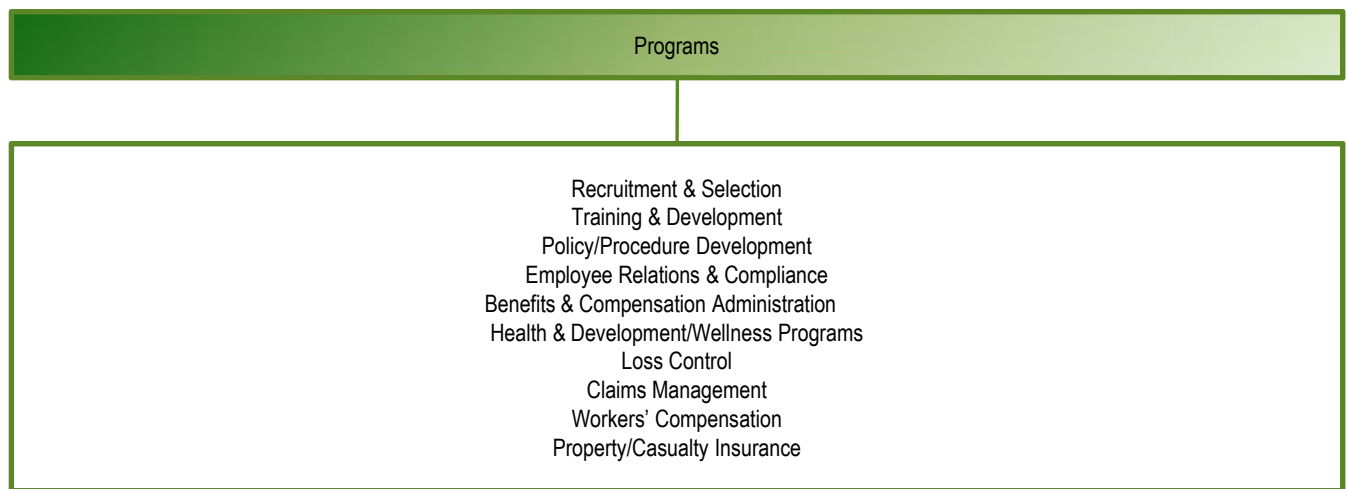 Programs
Recruitment & Selection
Training & Development
Policy/Procedure Development
Employee Relations & Compliance
Benefits & Compensation Administration
Health & Development/Wellness Programs
Loss Control
Claims Management
Workers’ Compensation
Property/Casualty Insurance